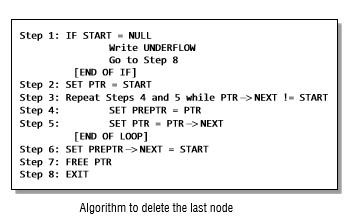 Step 1: IF START = NULL
Write UNDERFLOW
Go to Step 8
[END OF IF]
Step 2: SET PTR = START
Step 3: Repeat Steps 4 and 5 while PTR->NEXT != START
Step 4: SET PREPTR = PTR
Step 5: SET PTR = PTR->NEXT
[END OF LOOP]
Step 6: SET PREPTR->NEXT = START
Step 7: FREE PTR
Step 8: EXIT
Algorithm to delete the last node